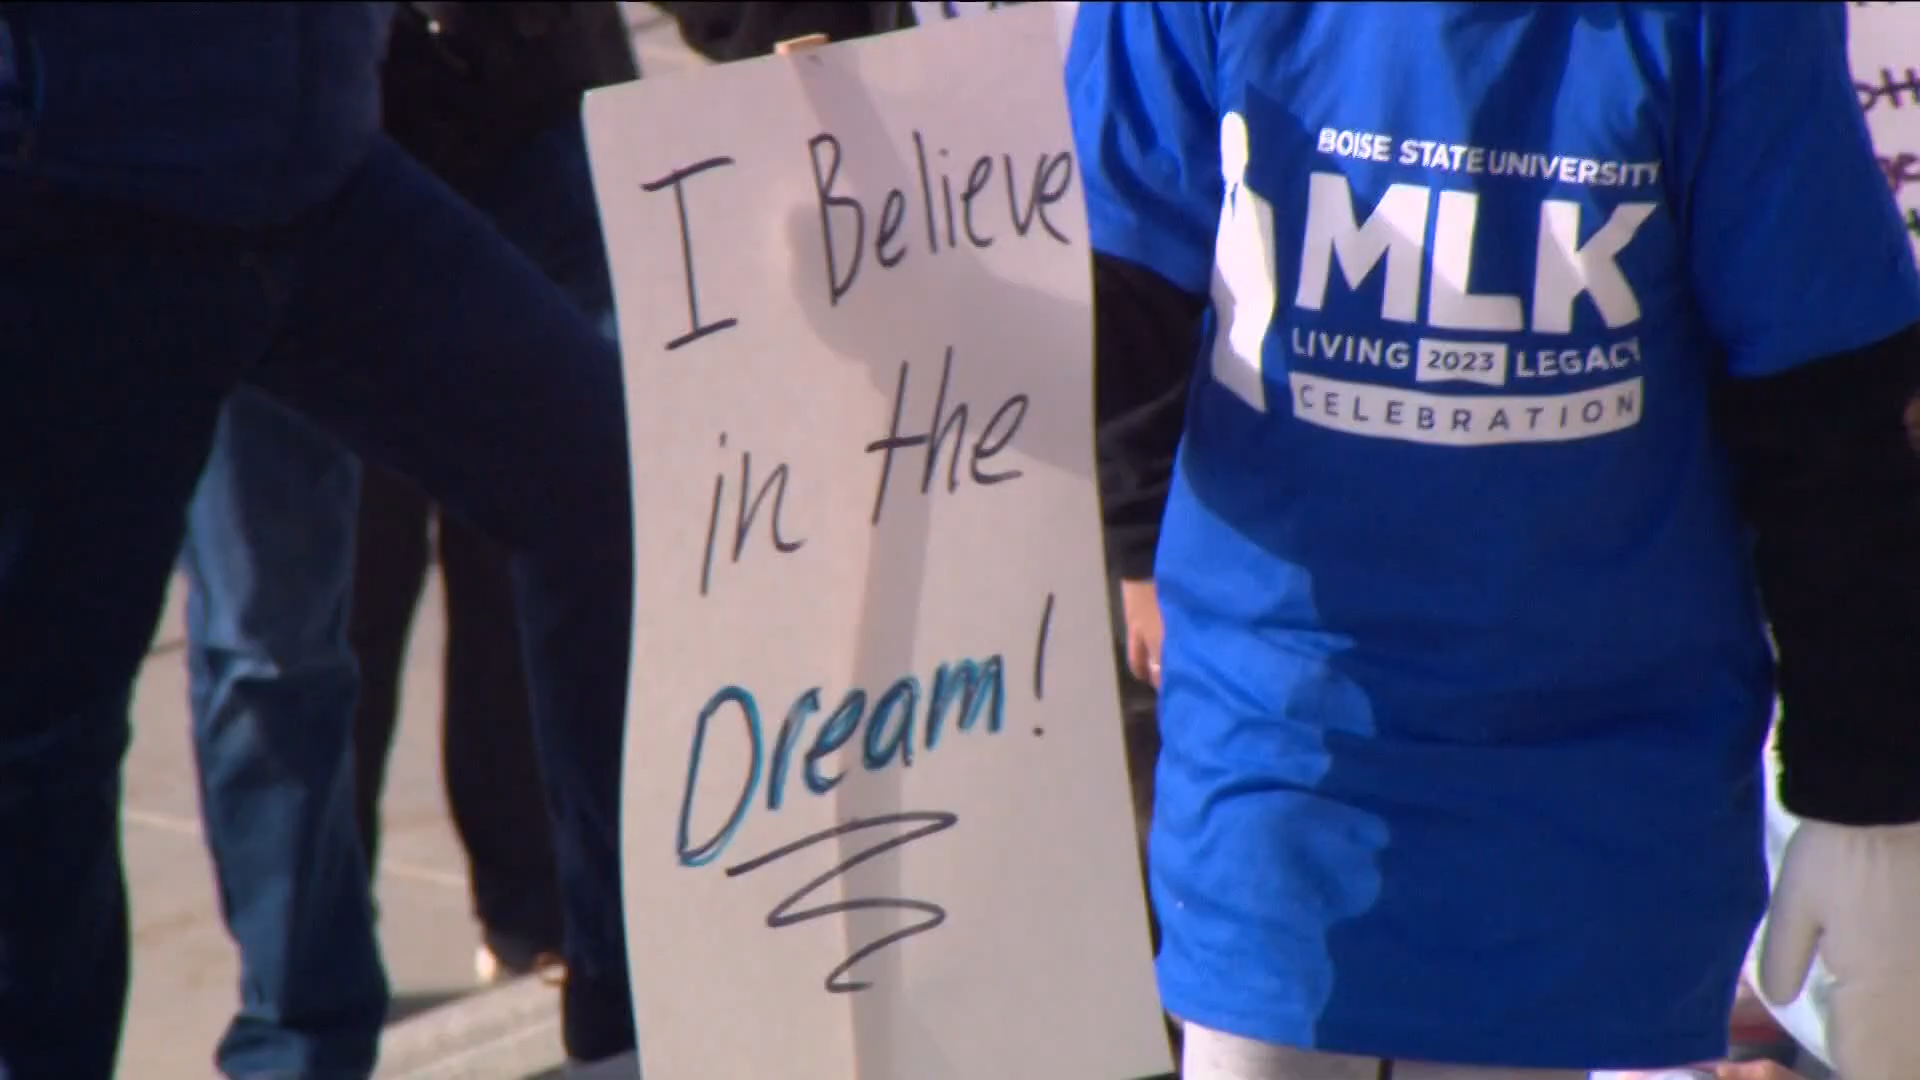 I Believe
in the
Dream!
BOISE STATE UNIVERSITY
MLK
LIVING 2023 LEGACY
CELEBRATION